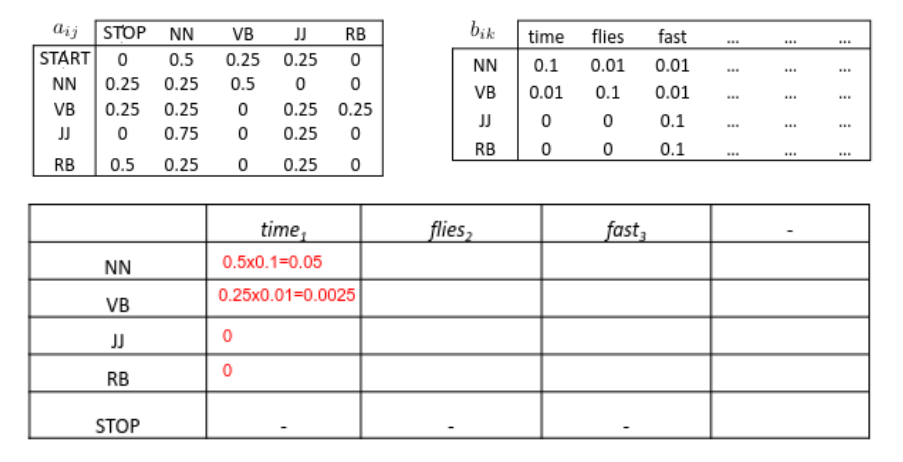 a_ij STOP NN VB JJ RB
START 0 0.5 0.25 0.25 0
NN 0.25 0.25 0.5 0 0
VB 0.25 0.25 0 0.25 0.25
JJ 0 0.75 0 0.25 0
RB 0.5 0.25 0 0.25 0
b_ik time flies fast ... ... ...
NN 0.1 0.01 0.01 ... ... ...
VB 0.01 0.1 0.01 ... ... ...
JJ 0 0 0.1 ... ... ...
RB 0 0 0.1 ... ... ...
time_1 flies_2 fast_3 -
NN 0.5x0.1=0.05
VB 0.25x0.01=0.0025
JJ 0
RB 0
STOP - - -